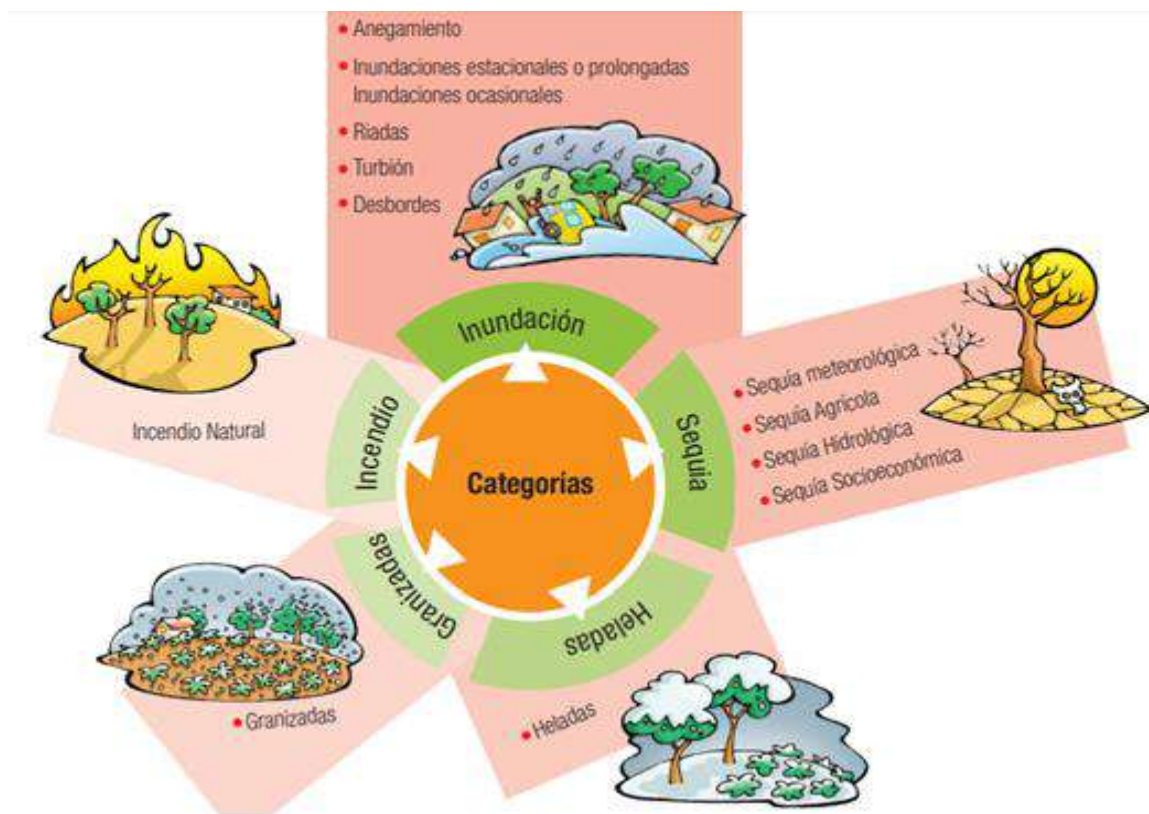 Anegamiento
Inundaciones estacionales o prolongadas
Inundaciones ocasionales
Riadas
Turbión
Desbordes
Inundación
Sequía meteorológica
Sequía Agrícola
Sequía Hidrológica
Sequía Socioeconómica
Sequia
Incendio Natural
Incendio
Categorías
Granizadas
Granizadas
Heladas
Heladas